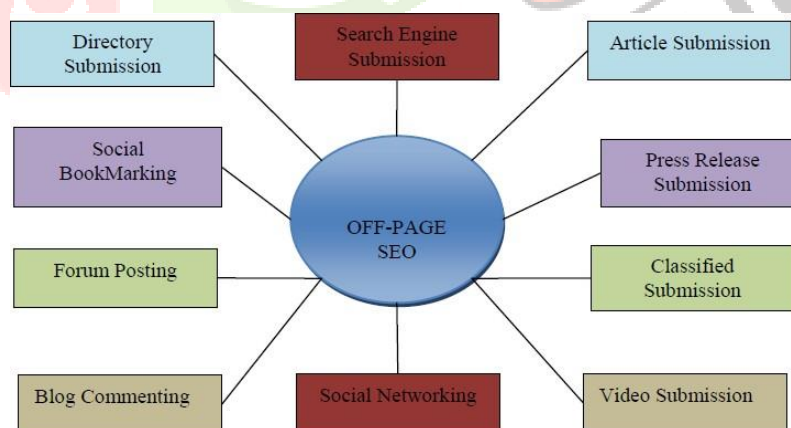 Directory
Submission
Search Engine
Submission
Article Submission
Social
BookMarking
Press Release
Submission
OFF-PAGE
SEO
Forum Posting
Classified
Submission
Blog Commenting
Social Networking
Video Submission